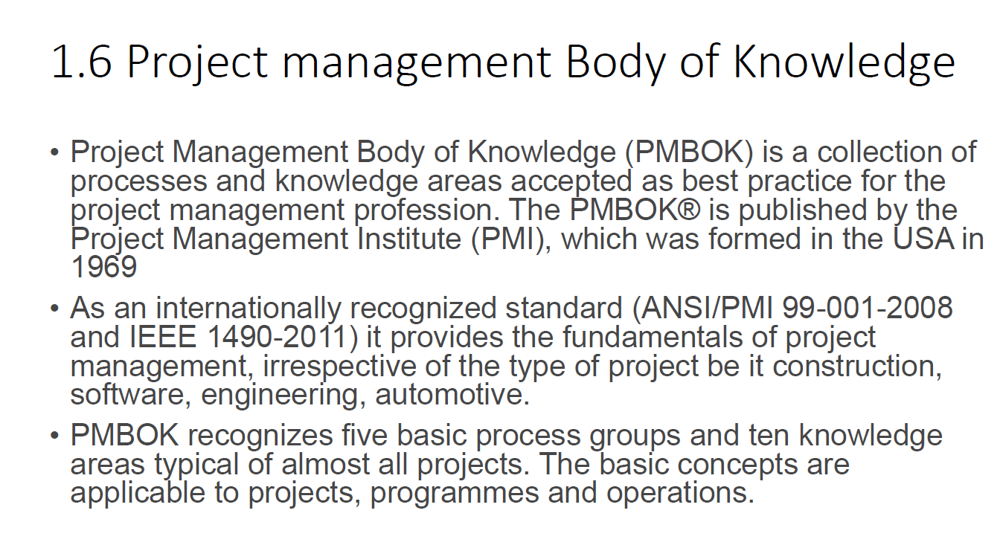 1.6 Project management Body of Knowledge
• Project Management Body of Knowledge (PMBOK) is a collection of
processes and knowledge areas accepted as best practice for the
project management profession. The PMBOK® is published by the
Project Management Institute (PMI), which was formed in the USA in
1969
• As an internationally recognized standard (ANSI/PMI 99-001-2008
and IEEE 1490-2011) it provides the fundamentals of project
management, irrespective of the type of project be it construction,
software, engineering, automotive.
• PMBOK recognizes five basic process groups and ten knowledge
areas typical of almost all projects. The basic concepts are
applicable to projects, programmes and operations.